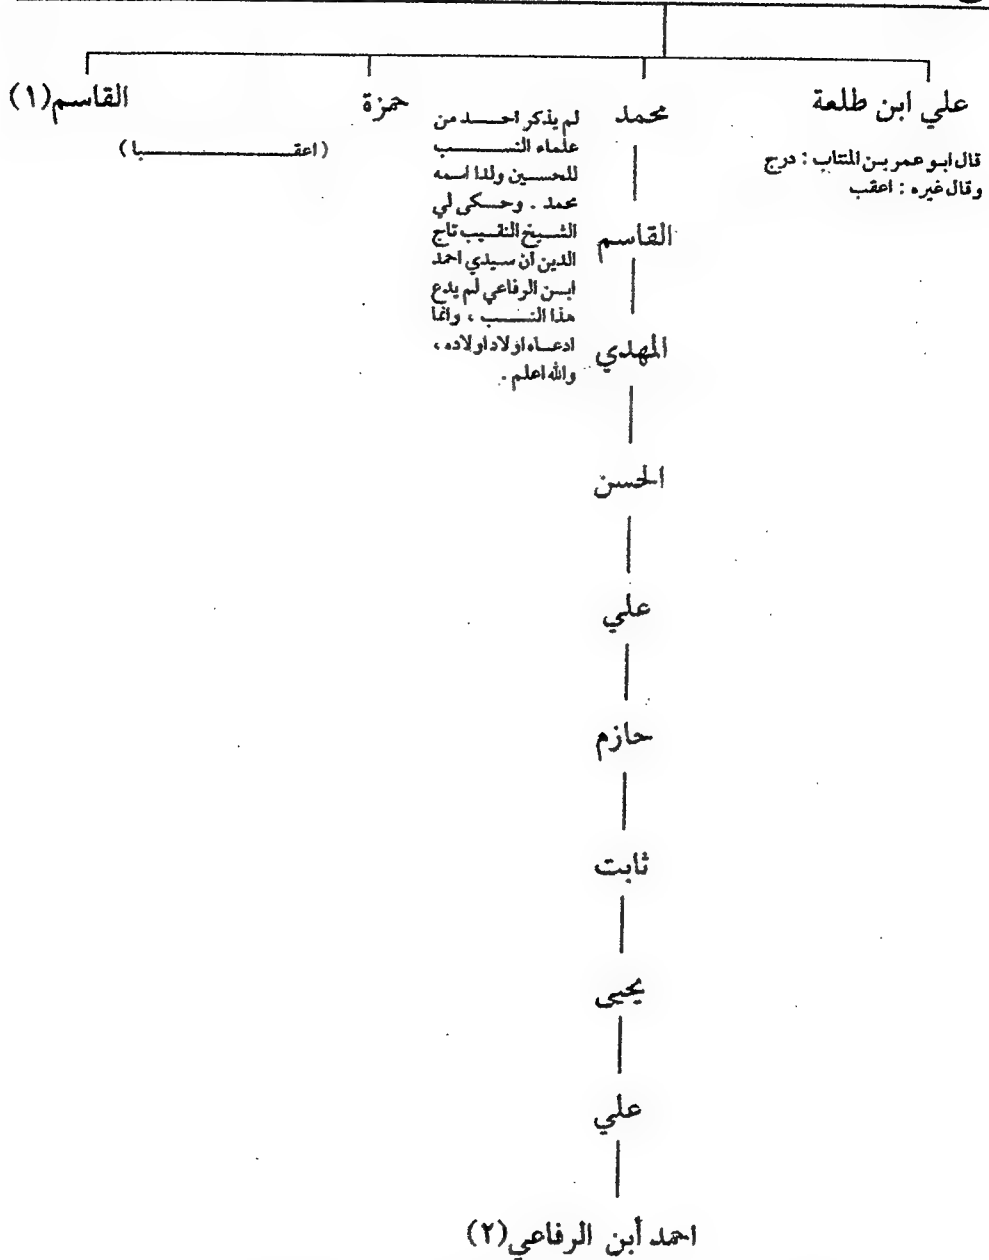 علي ابن طلعة
قال ابو عمر بن المنتاب : درج
وقال غيره : اعقب
محمد
لم يذكر احد من
علماء النسب
للحسين ولدا اسمه
محمد . وحكى لي
الشيخ النقيب تاج
الدين ان سيدي احمد
ابن الرفاعي لم يدع
هذا النسب ، وانما
ادعاه اولاد اولاده ،
والله اعلم .
حمزة
القاسم (١)
(اعقبا)
القاسم
المهدي
الحسن
علي
حازم
ثابت
يحيى
علي
احمد أبن الرفاعي (٢)